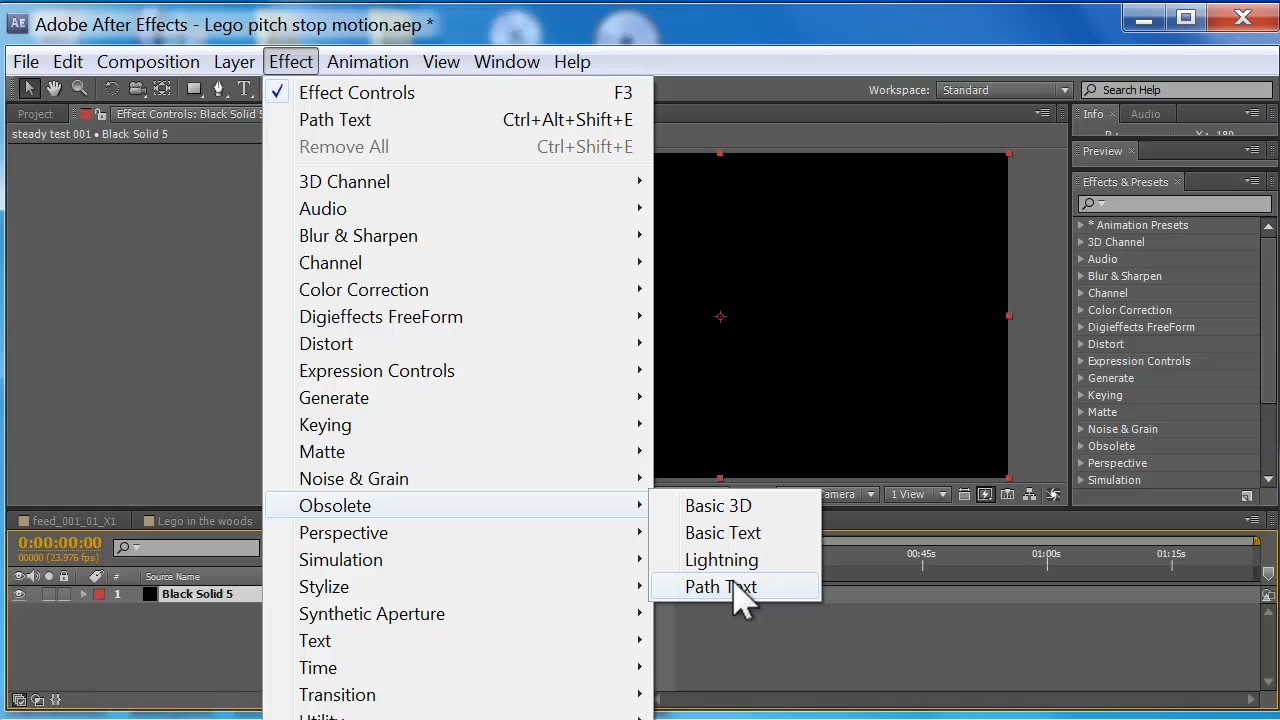 Adobe After Effects - Lego pitch stop motion.aep *
File Edit Composition Layer Effect Animation View Window Help
Workspace: Standard Search Help
Project Effect Controls: Black Solid 5
steady test 001 • Black Solid 5
Effect Controls F3
Path Text Ctrl+Alt+Shift+E
Remove All Ctrl+Shift+E
3D Channel
Audio
Blur & Sharpen
Channel
Color Correction
Digieffects FreeForm
Distort
Expression Controls
Generate
Keying
Matte
Noise & Grain
Obsolete
Perspective
Simulation
Stylize
Synthetic Aperture
Text
Time
Transition
Utility
Basic 3D
Basic Text
Lightning
Path Text
Info Audio
Preview
Effects & Presets
* Animation Presets
3D Channel
Audio
Blur & Sharpen
Channel
Color Correction
Digieffects FreeForm
Distort
Expression Controls
Generate
Keying
Matte
Noise & Grain
Obsolete
Perspective
Simulation
Camera 1 View
feed_001_01_X1 Lego in the woods
0:00:00:00
00000 (23.976 fps)
00:45s 01:00s 01:15s
# Source Name
1 Black Solid 5